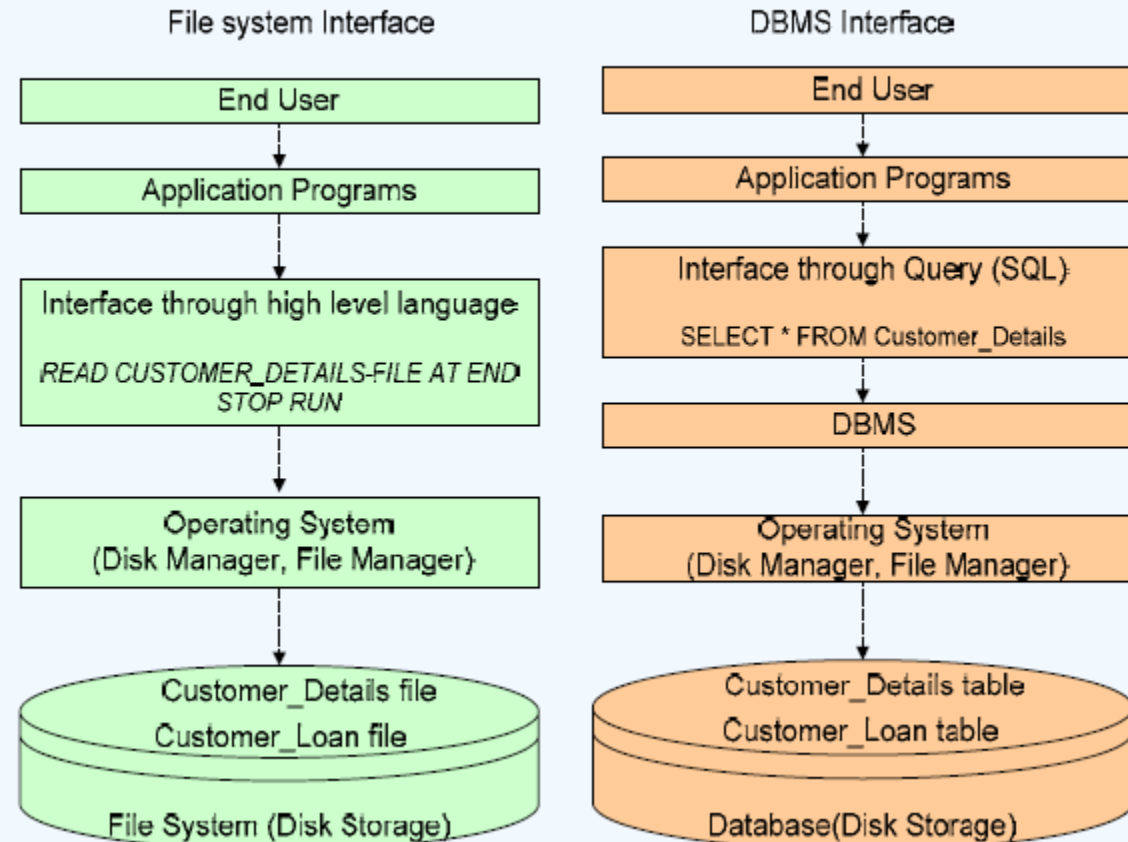 File system Interface
End User
Application Programs
Interface through high level language
READ CUSTOMER_DETAILS-FILE AT END
STOP RUN
Operating System
(Disk Manager, File Manager)
Customer_Details file
Customer_Loan file
File System (Disk Storage)
DBMS Interface
End User
Application Programs
Interface through Query (SQL)
SELECT * FROM Customer_Details
DBMS
Operating System
(Disk Manager, File Manager)
Customer_Details table
Customer_Loan table
Database(Disk Storage)